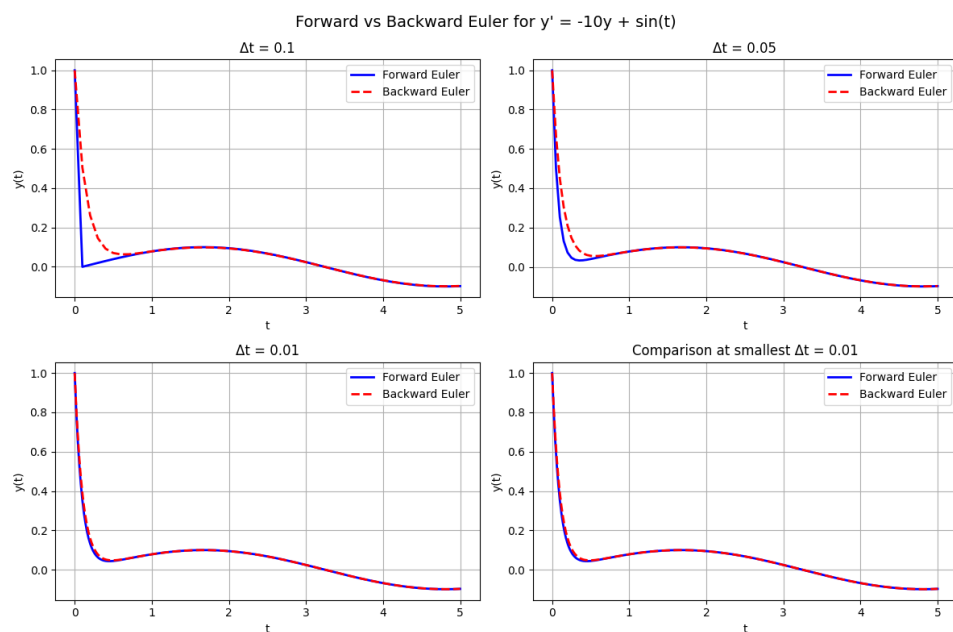 Forward vs Backward Euler for y' = -10y + sin(t)
Δt = 0.1
1.0
0.8
0.6
0.4
0.2
0.0
y(t)
Forward Euler
Backward Euler
0 1 2 3 4 5
t
Δt = 0.05
1.0
0.8
0.6
0.4
0.2
0.0
y(t)
Forward Euler
Backward Euler
0 1 2 3 4 5
t
Δt = 0.01
1.0
0.8
0.6
0.4
0.2
0.0
y(t)
Forward Euler
Backward Euler
0 1 2 3 4 5
t
Comparison at smallest Δt = 0.01
1.0
0.8
0.6
0.4
0.2
0.0
y(t)
Forward Euler
Backward Euler
0 1 2 3 4 5
t